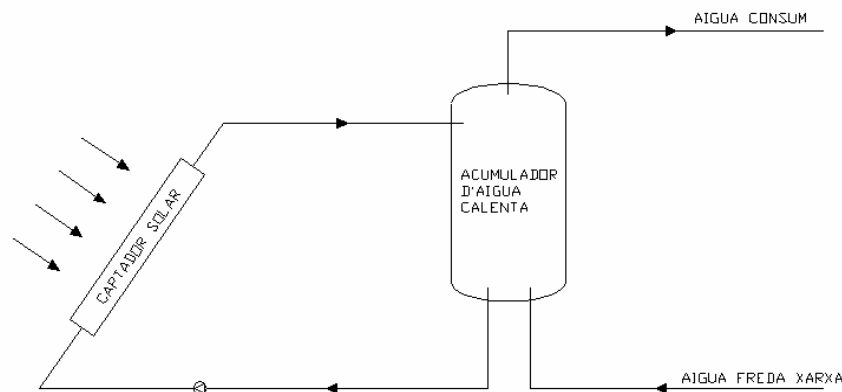 AIGUA CONSUM
ACUMULADOR
D'AIGUA
CALENTA
CAPTADOR SOLAR
AIGUA FREDA XARXA